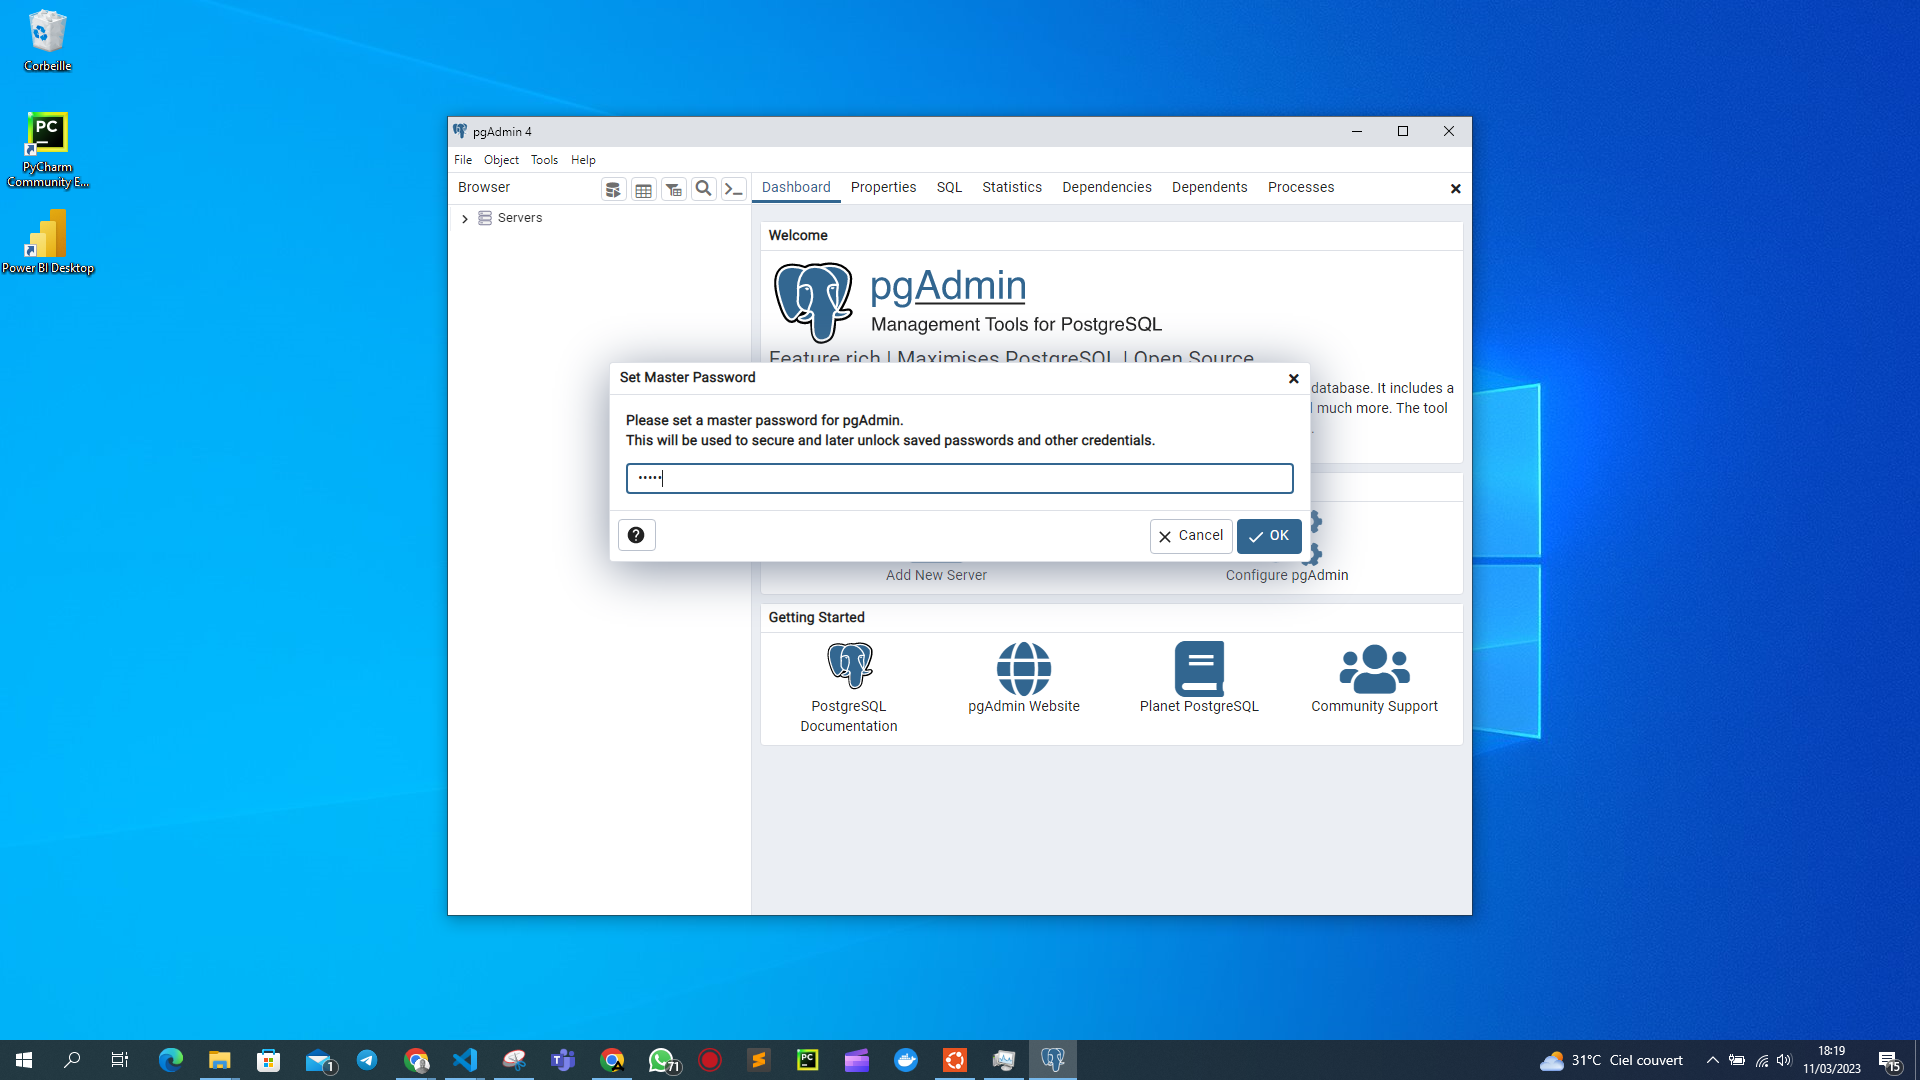 Corbeille
PyCharm
Community E...
Power BI Desktop
pgAdmin 4
File Object Tools Help
Browser
Dashboard Properties SQL Statistics Dependencies Dependents Processes
Servers
Welcome
pgAdmin
Management Tools for PostgreSQL
Feature rich | Maximises PostgreSQL | Open Source
database. It includes a
much more. The tool
Set Master Password
Please set a master password for pgAdmin.
This will be used to secure and later unlock saved passwords and other credentials.
•••••
Cancel OK
Add New Server Configure pgAdmin
Getting Started
PostgreSQL
Documentation
pgAdmin Website
Planet PostgreSQL
Community Support
PC
1
71
PC
31°C Ciel couvert
18:19
11/03/2023
15